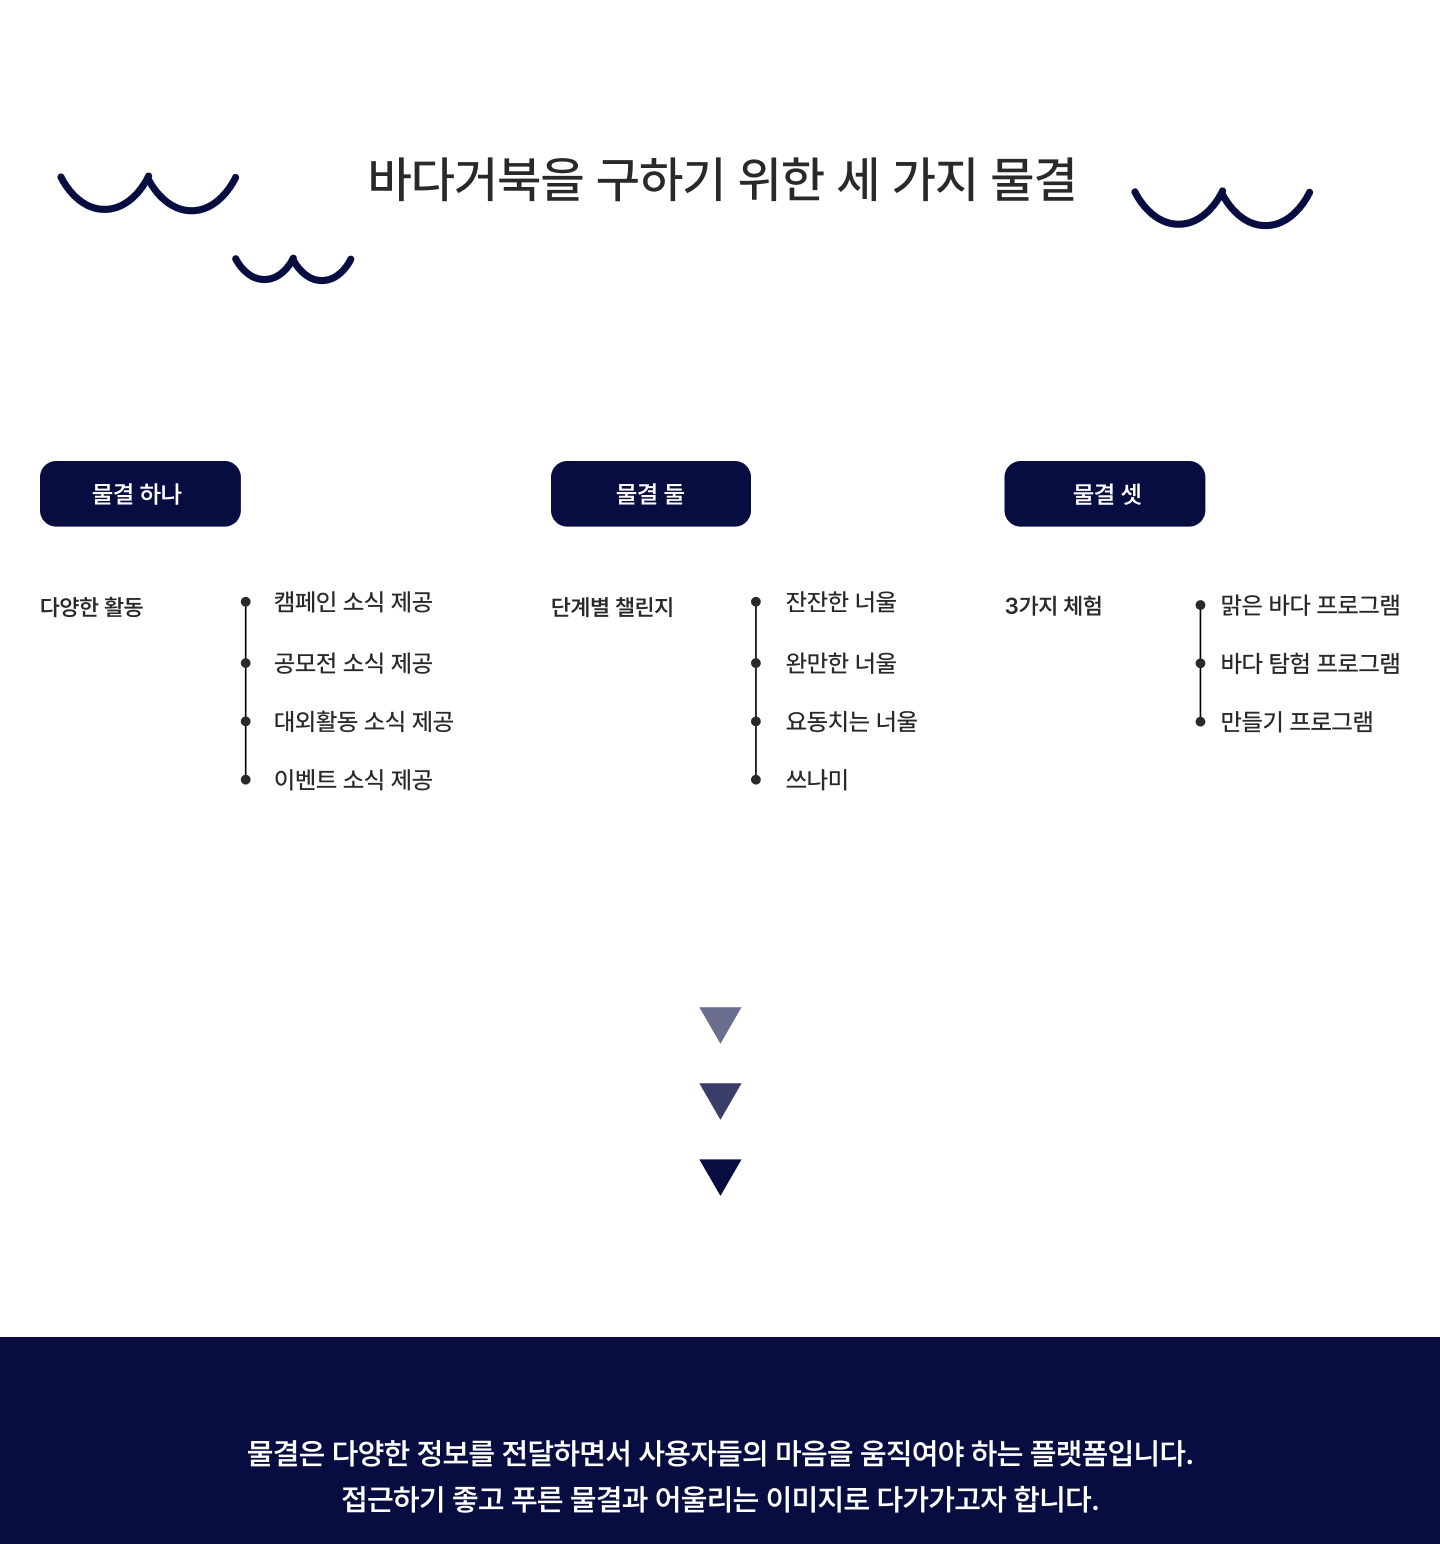 바다거북을 구하기 위한 세 가지 물결
물결 하나
다양한 활동
캠페인 소식 제공
공모전 소식 제공
대외활동 소식 제공
이벤트 소식 제공
물결 둘
단계별 챌린지
잔잔한 너울
완만한 너울
요동치는 너울
쓰나미
물결 셋
3가지 체험
맑은 바다 프로그램
바다 탐험 프로그램
만들기 프로그램
물결은 다양한 정보를 전달하면서 사용자들의 마음을 움직여야 하는 플랫폼입니다.
접근하기 좋고 푸른 물결과 어울리는 이미지로 다가가고자 합니다.